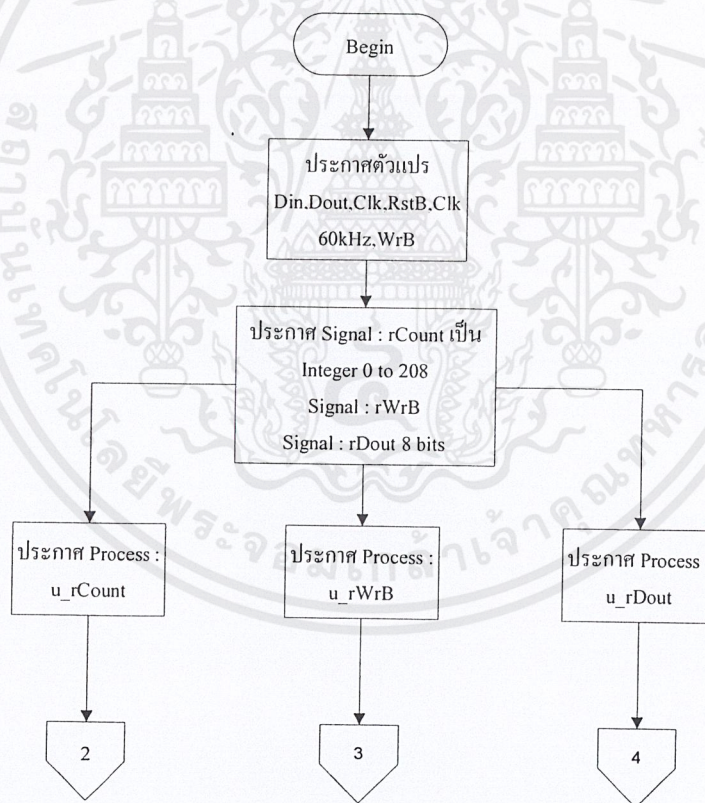 Begin
ประกาศตัวแปร
Din,Dout,Clk,RstB,Clk
60kHz,WrB
ประกาศ Signal : rCount เป็น
Integer 0 to 208
Signal : rWrB
Signal : rDout 8 bits
ประกาศ Process :
u_rCount
ประกาศ Process :
u_rWrB
ประกาศ Process
u_rDout
2
3
4